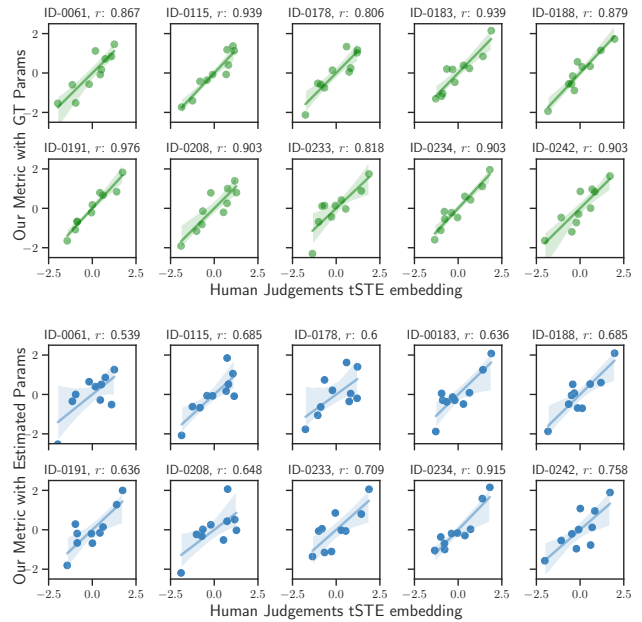 ID-0061, r: 0.867 ID-0115, r: 0.939 ID-0178, r: 0.806 ID-0183, r: 0.939 ID-0188, r: 0.879
2
0
−2
ID-0191, r: 0.976 ID-0208, r: 0.903 ID-0233, r: 0.818 ID-0234, r: 0.903 ID-0242, r: 0.903
2
0
−2
Our Metric with GT Params
−2.5 0.0 2.5 −2.5 0.0 2.5 −2.5 0.0 2.5 −2.5 0.0 2.5 −2.5 0.0 2.5
Human Judgements tSTE embedding
ID-0061, r: 0.539 ID-0115, r: 0.685 ID-0178, r: 0.6 ID-00183, r: 0.636 ID-0188, r: 0.685
2
0
−2
ID-0191, r: 0.636 ID-0208, r: 0.648 ID-0233, r: 0.709 ID-0234, r: 0.915 ID-0242, r: 0.758
2
0
−2
Our Metric with Estimated Params
−2.5 0.0 2.5 −2.5 0.0 2.5 −2.5 0.0 2.5 −2.5 0.0 2.5 −2.5 0.0 2.5
Human Judgements tSTE embedding